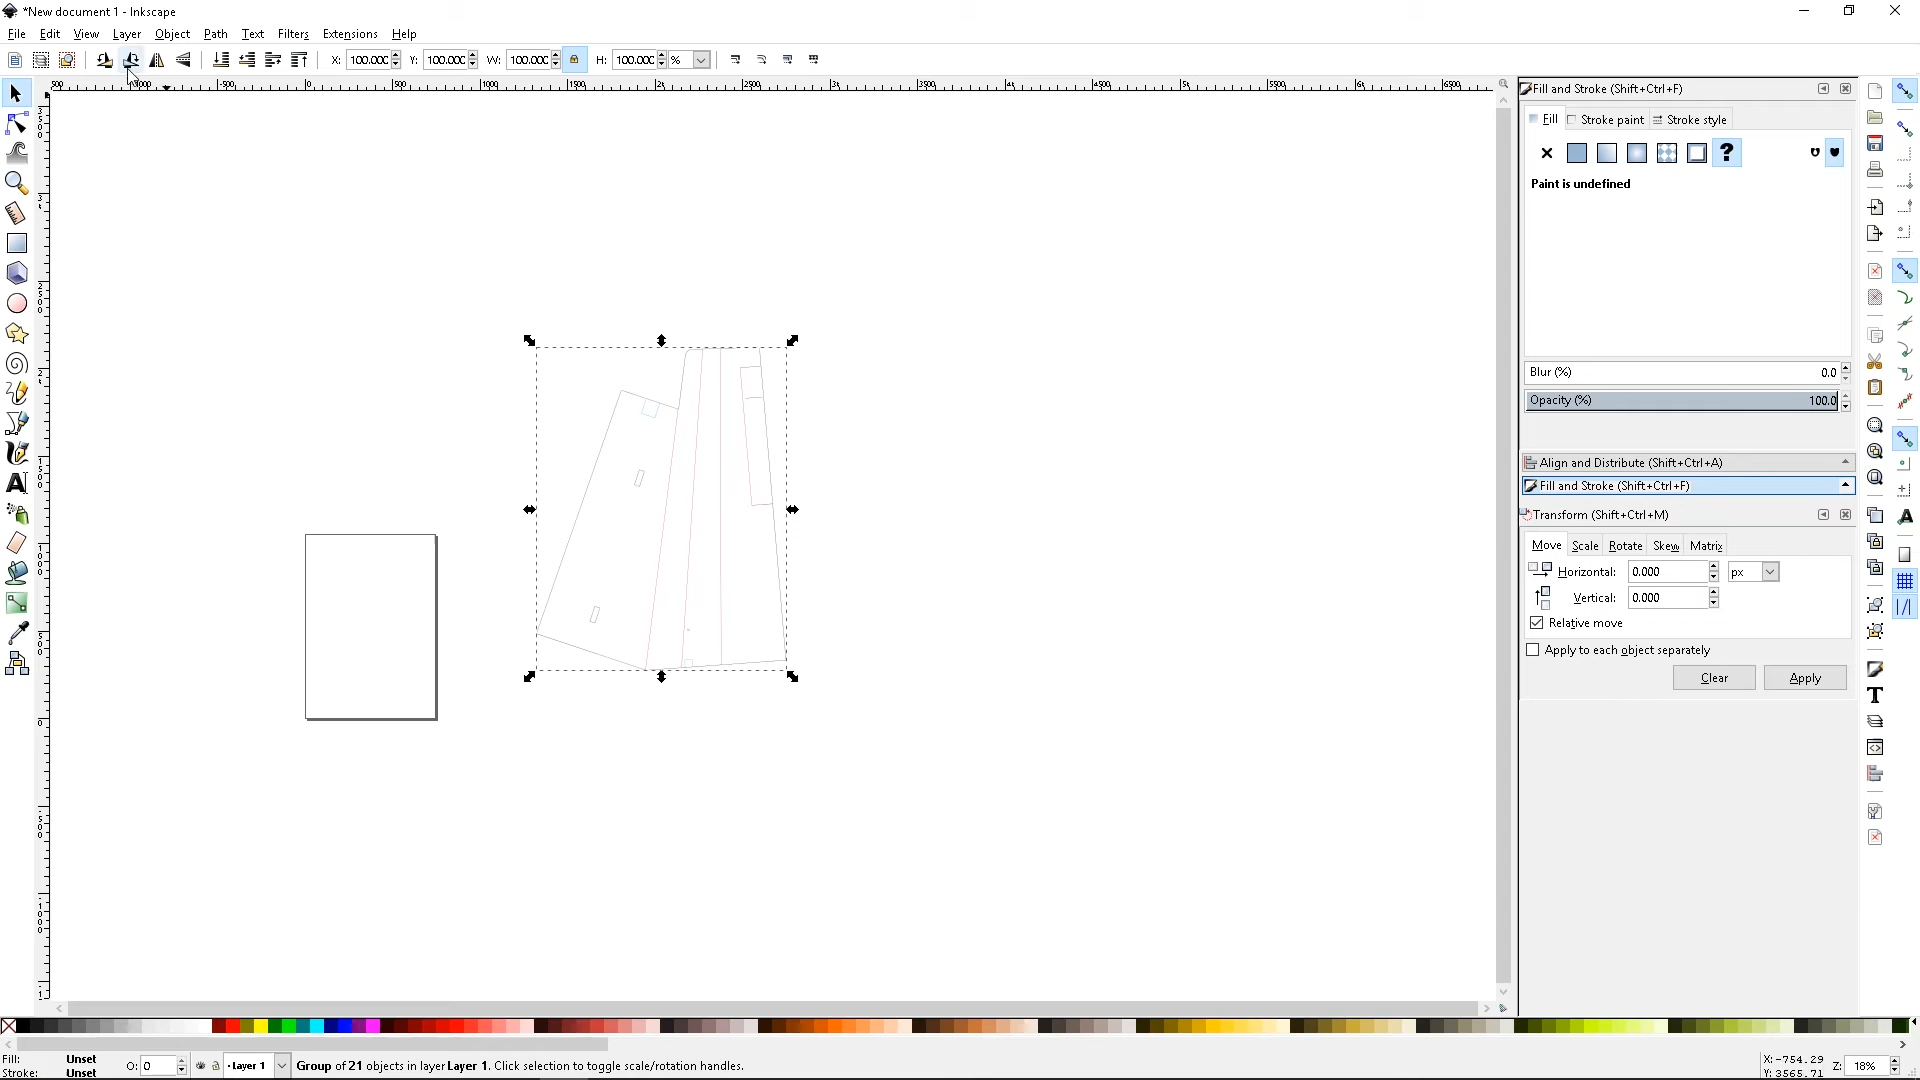 *New document 1 - Inkscape
File Edit View Layer Object Path Text Filters Extensions Help
X: 100.000 Y: 100.000 W: 100.000 H: 100.000 %
Fill and Stroke (Shift+Ctrl+F)
Fill Stroke paint Stroke style
?
Paint is undefined
Blur (%) 0.0
Opacity (%) 100.0
Align and Distribute (Shift+Ctrl+A)
Fill and Stroke (Shift+Ctrl+F)
Transform (Shift+Ctrl+M)
Move Scale Rotate Skew Matrix
Horizontal: 0.000 px
Vertical: 0.000
Relative move
Apply to each object separately
Clear Apply
Fill: Unset
Stroke: Unset
O: 0
Layer 1
Group of 21 objects in layer Layer 1. Click selection to toggle scale/rotation handles.
X: -754.29
Y: 3565.71
Z: 18%